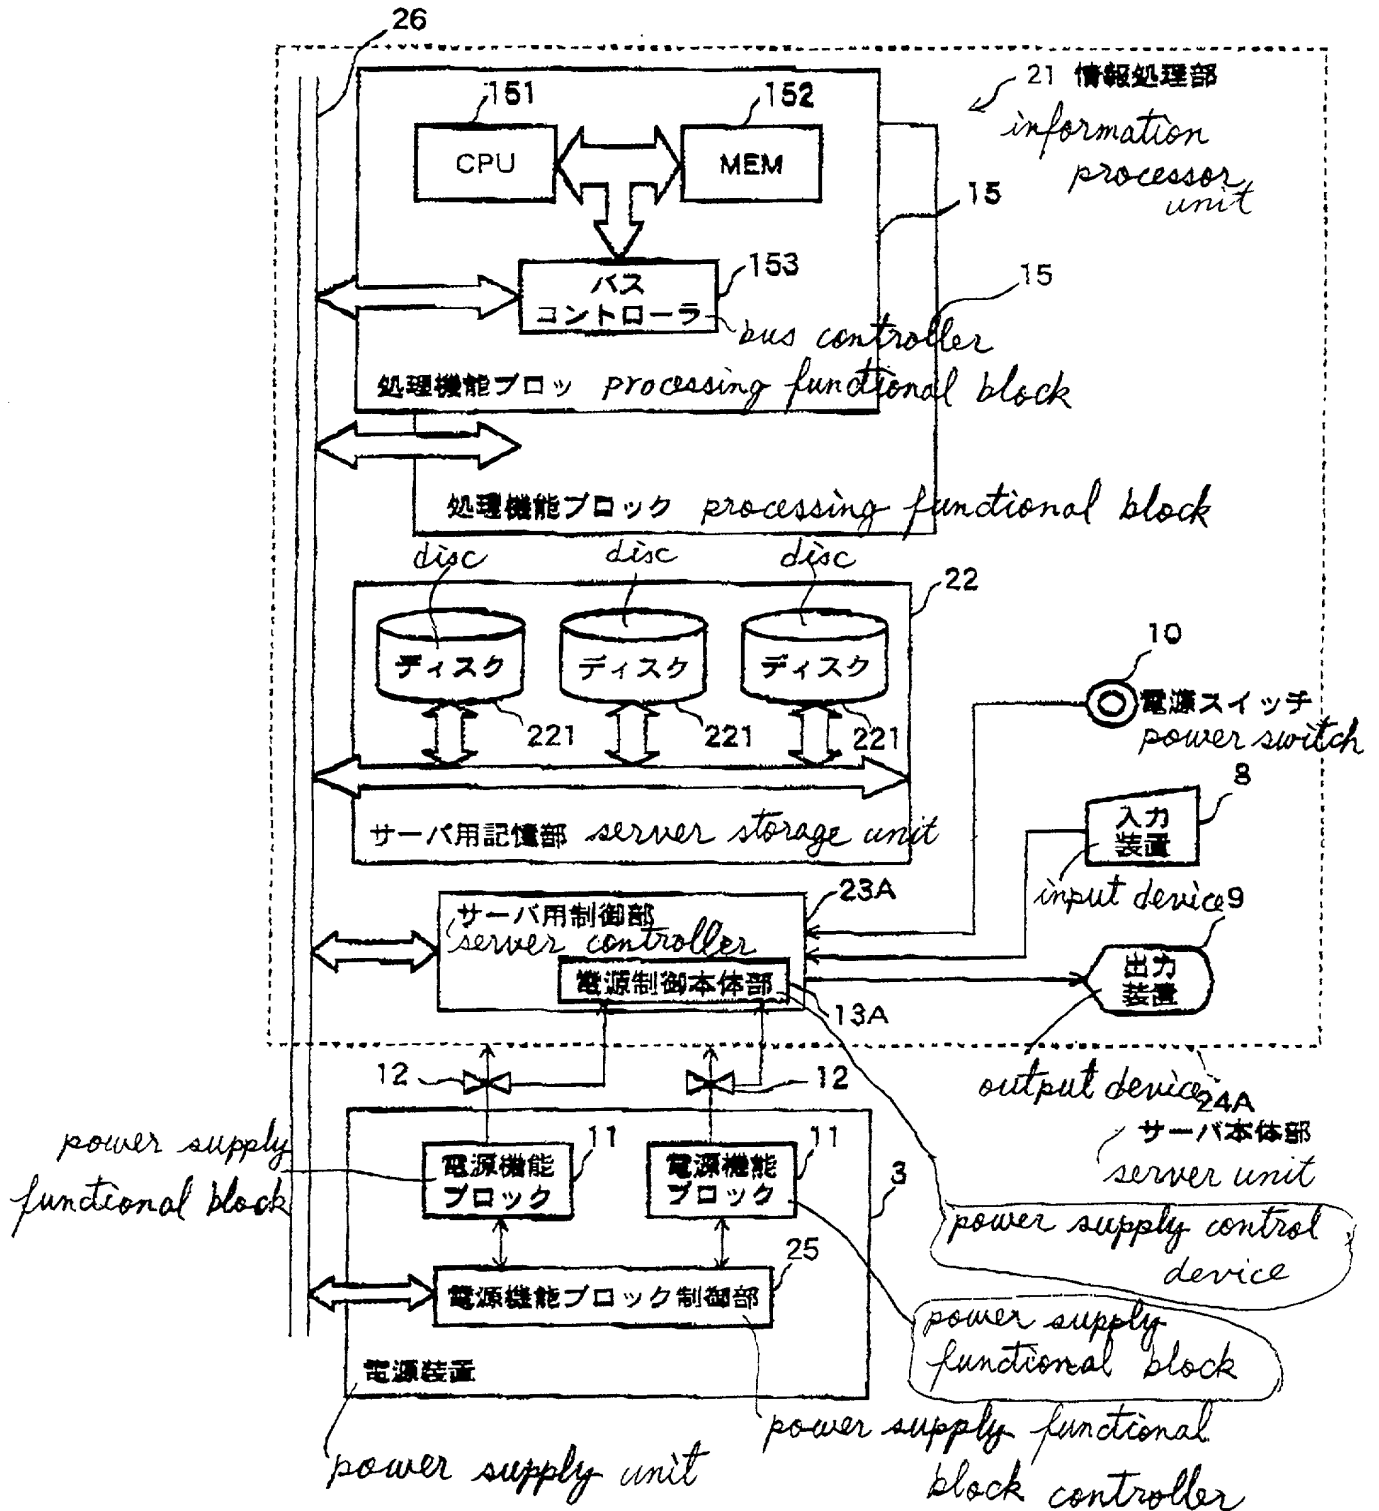 26
21 情報処理部
information
processor
unit
151
152
CPU
MEM
15
153
15
バス
コントローラ
bus controller
処理機能ブロッ processing functional block
処理機能ブロック processing functional block
disc
disc
disc
22
ディスク
ディスク
ディスク
221
221
221
10
電源スイッチ
power switch
8
入力
装置
input device
サーバ用記憶部 server storage unit
23A
サーバ用制御部
server controller
電源制御本体部
13A
9
出力
装置
output device
12
12
24A
サーバ本体部
server unit
11
11
電源機能
ブロック
電源機能
ブロック
3
power supply
functional block
power supply control
device
25
電源機能ブロック制御部
power supply
functional block
電源装置
power supply functional
block controller
power supply unit